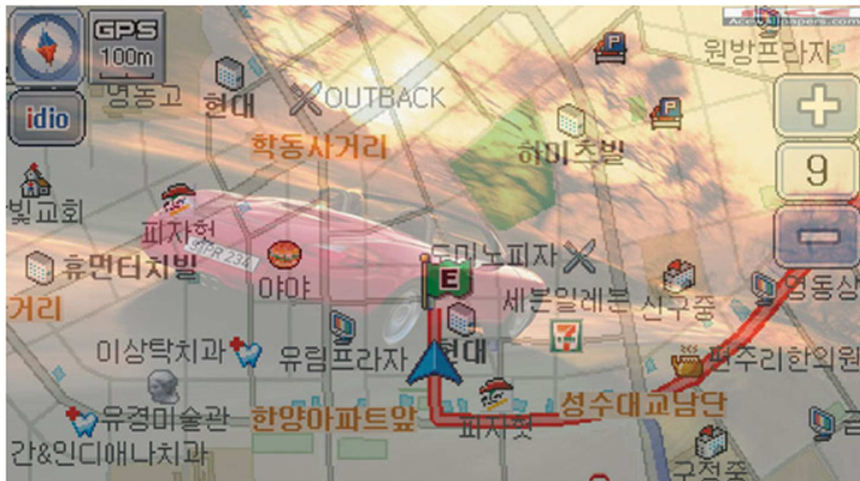 GPS
100m
Acewallpapers.com
원방프라자
명동고
현대
OUTBACK
idio
학동사거리
하미츠빌
9
빛교회
피자헛
휴먼터치빌
야야
도미노피자
E
세븐일레븐
신구중
영동상
거리
이상탁치과
유림프라자
현대
7
편주리한의원
유경미술관
한양아파트앞
피자헛
성수대교남단
간&인디애나치과
구정중